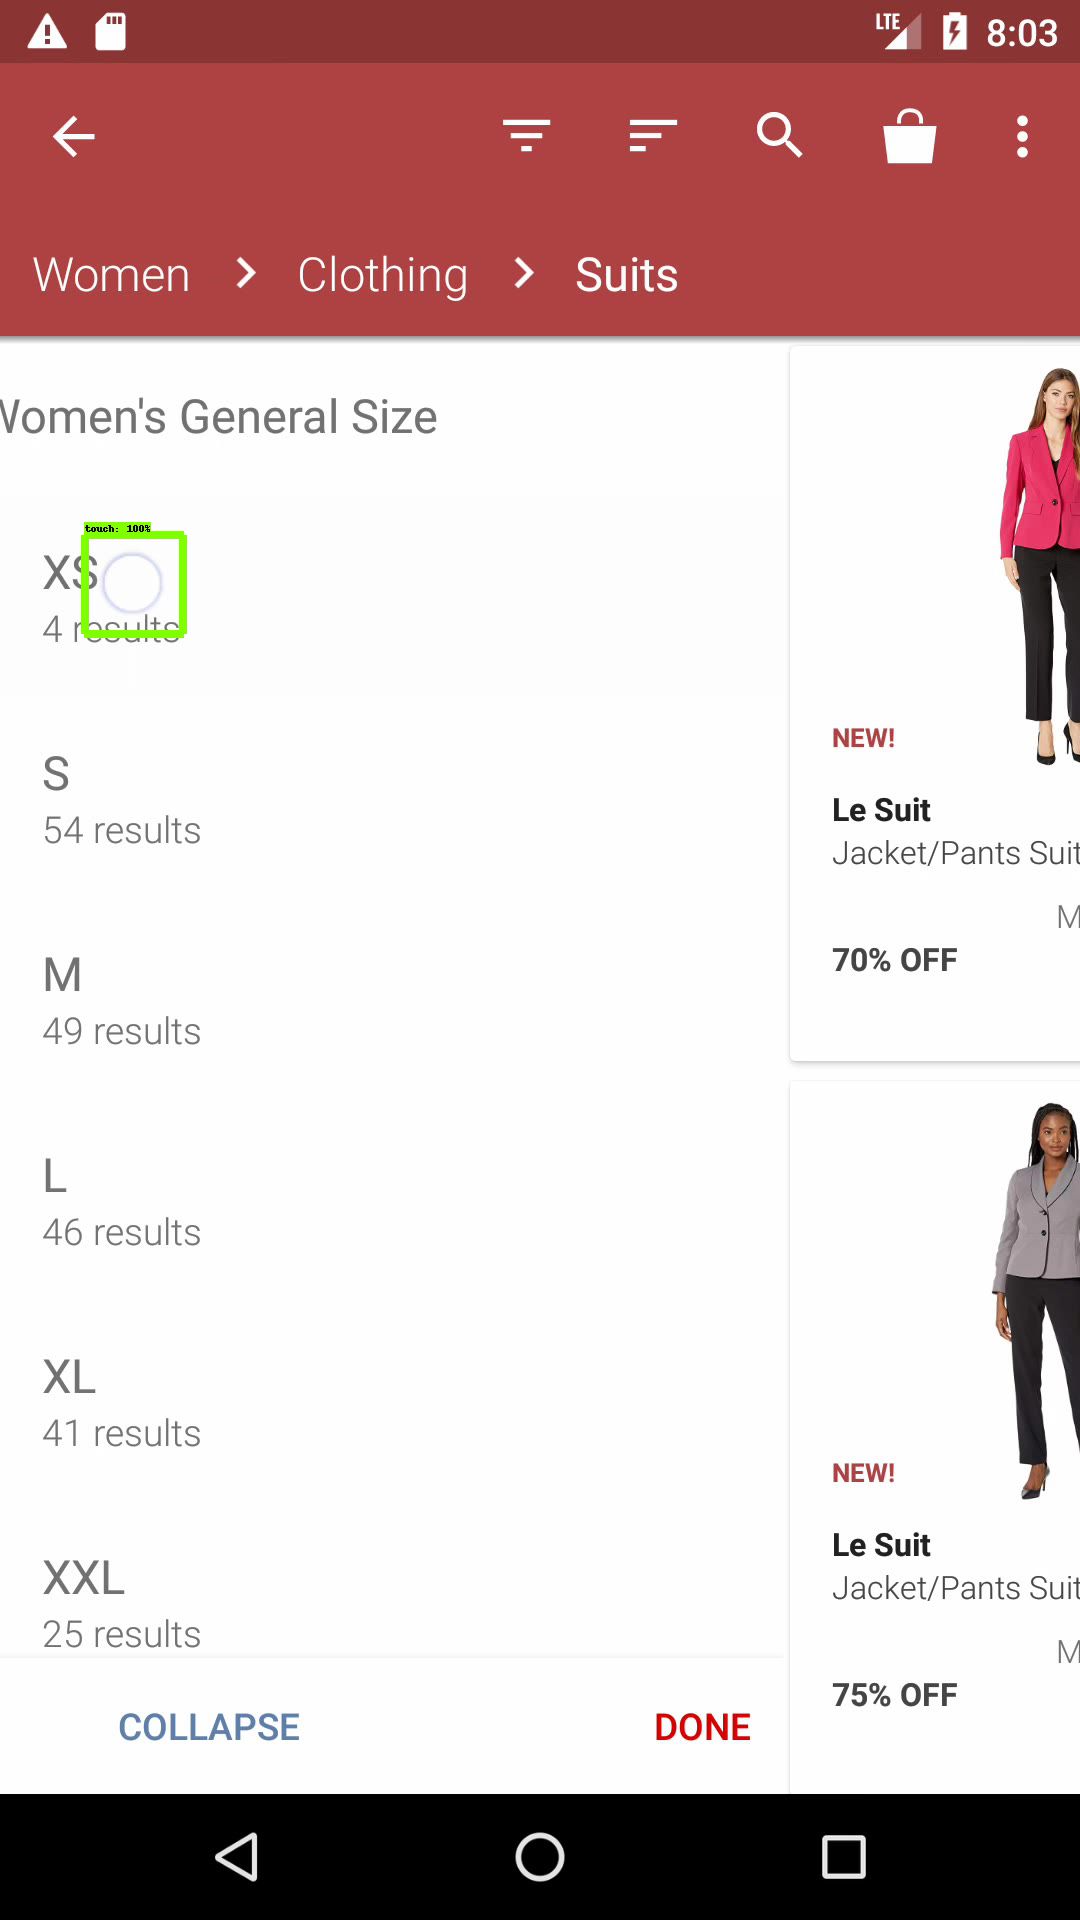 LTE 8:03
Women Clothing Suits
Women's General Size
touch: 100%
XS
4 results
S
54 results
M
49 results
L
46 results
XL
41 results
XXL
25 results
COLLAPSE DONE
NEW!
Le Suit
Jacket/Pants Suit
M
70% OFF
NEW!
Le Suit
Jacket/Pants Suit
M
75% OFF